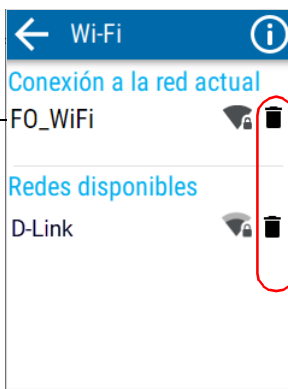 Wi-Fi
Conexión a la red actual
FO_WiFi
Redes disponibles
D-Link